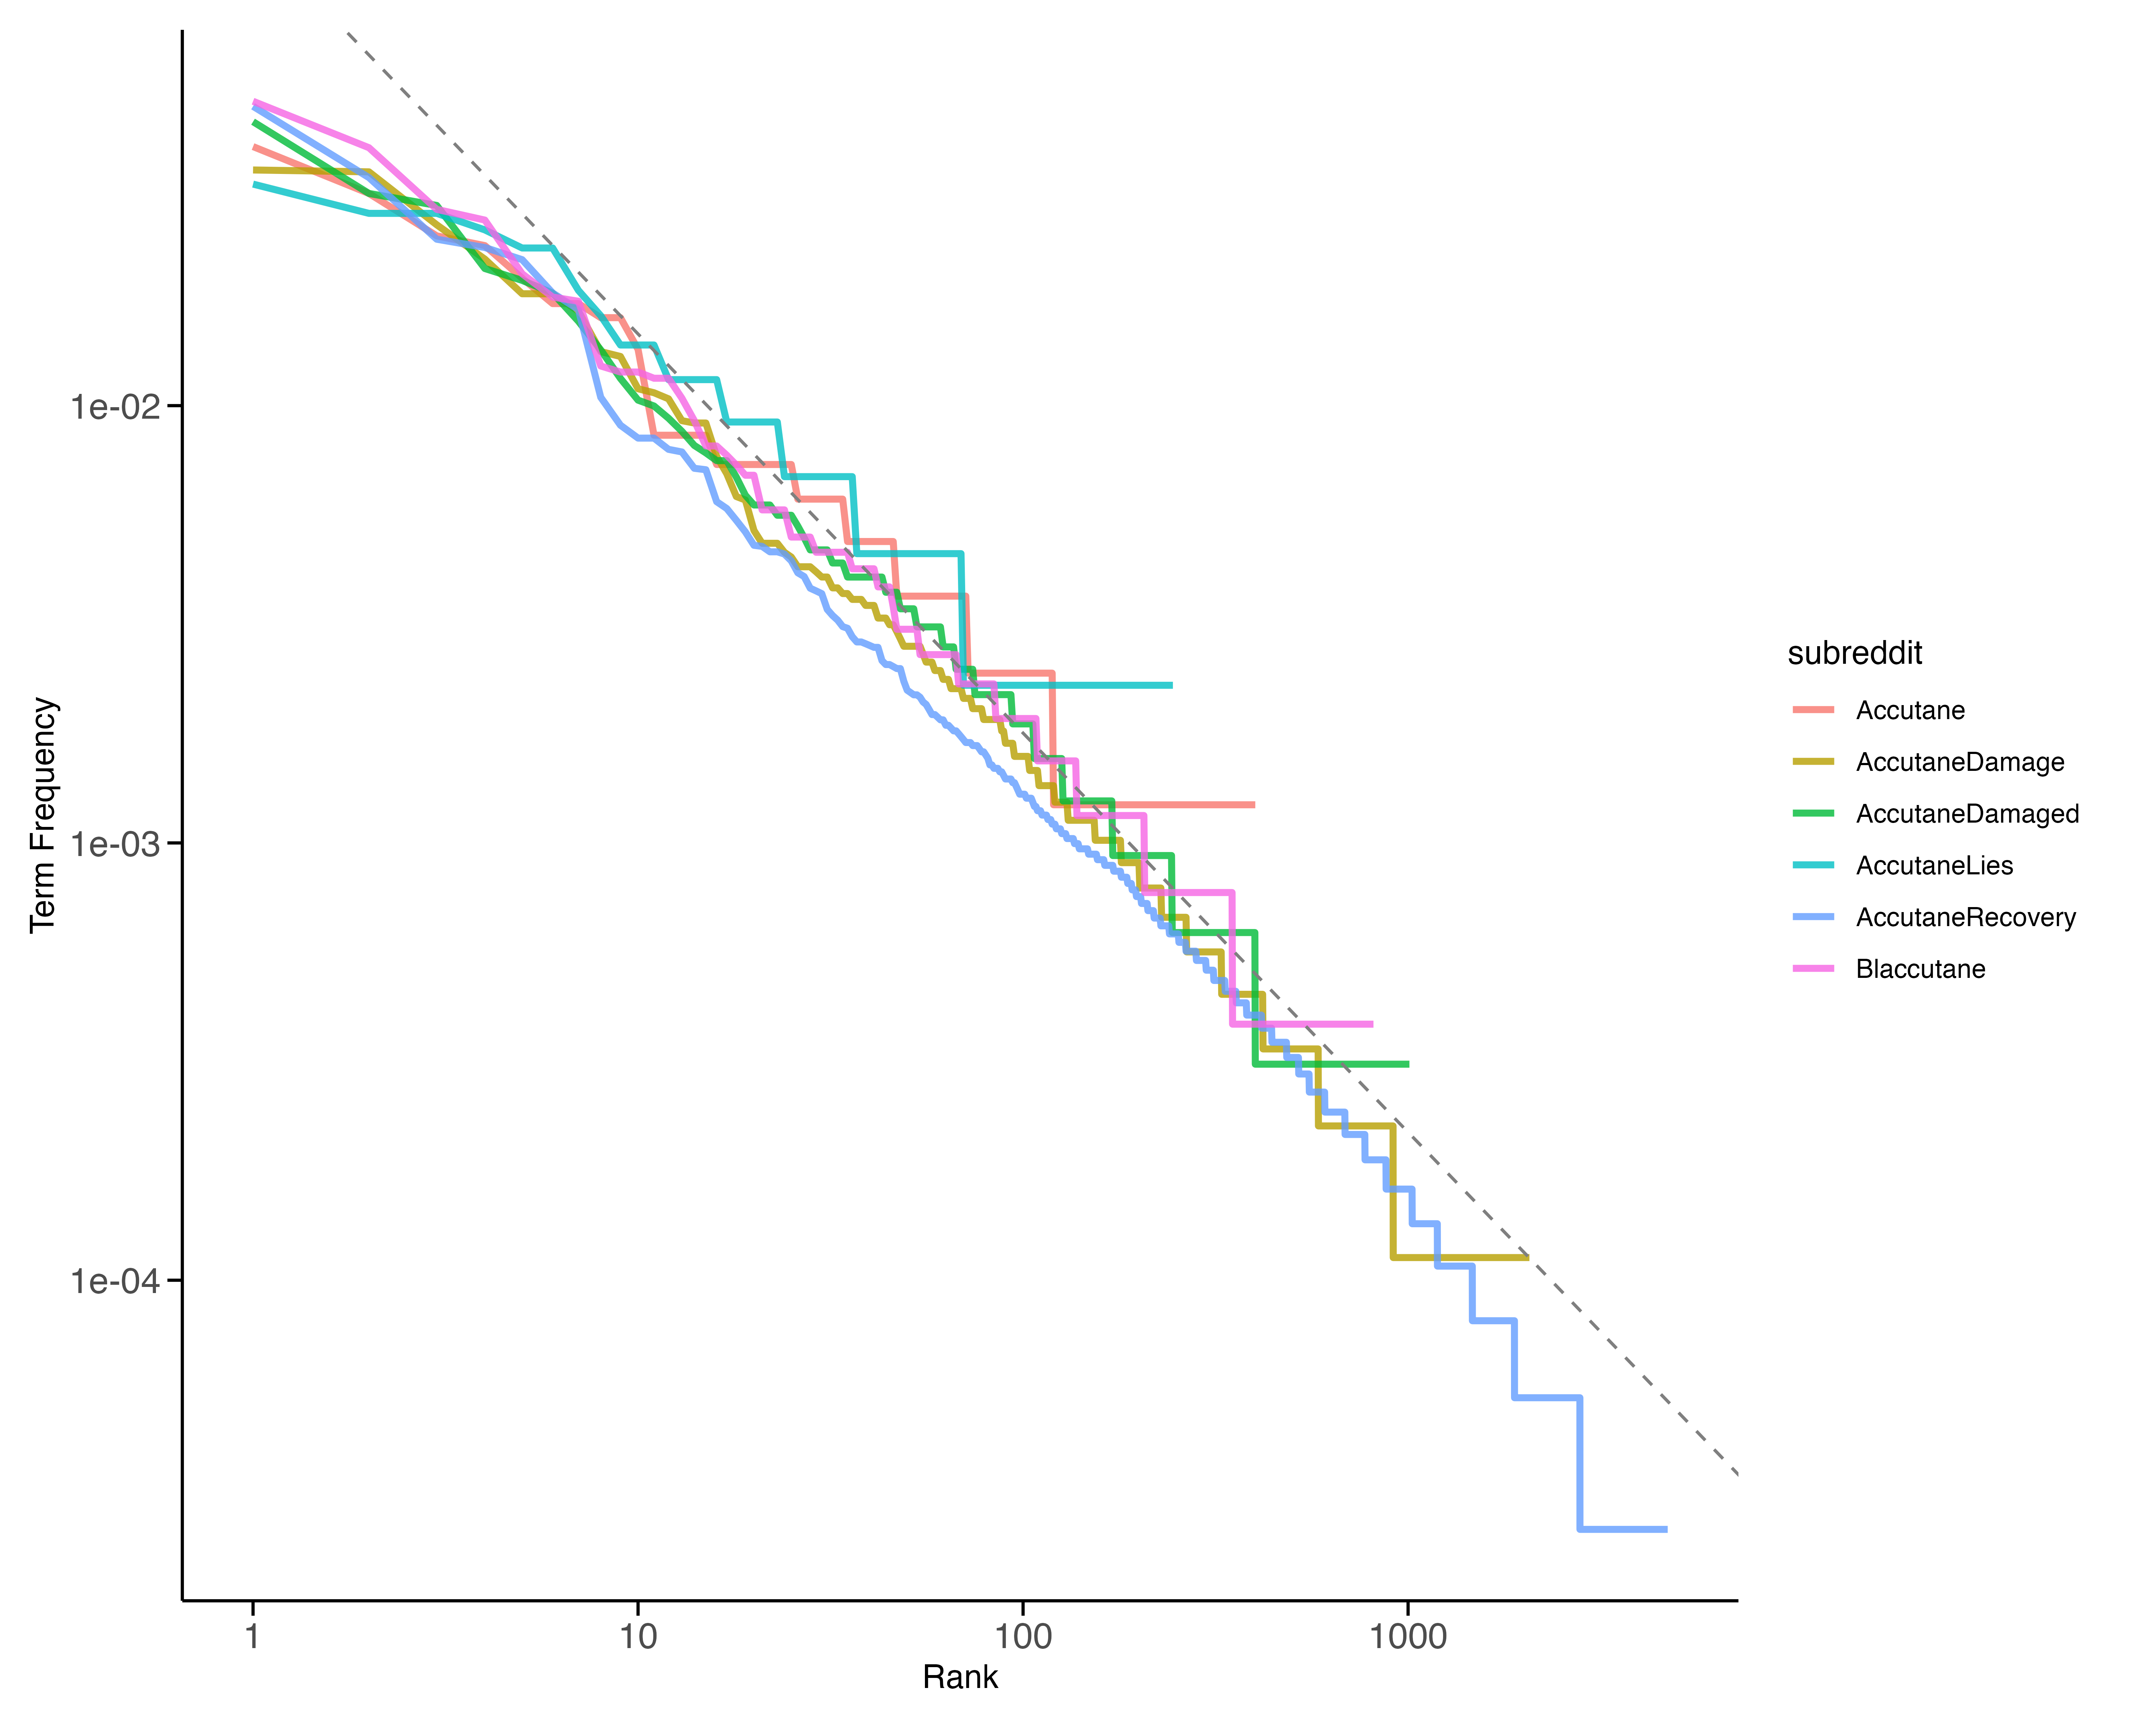 Term Frequency
1e-02
1e-03
1e-04
1
10
100
1000
Rank
subreddit
Accutane
AccutaneDamage
AccutaneDamaged
AccutaneLies
AccutaneRecovery
Blaccutane